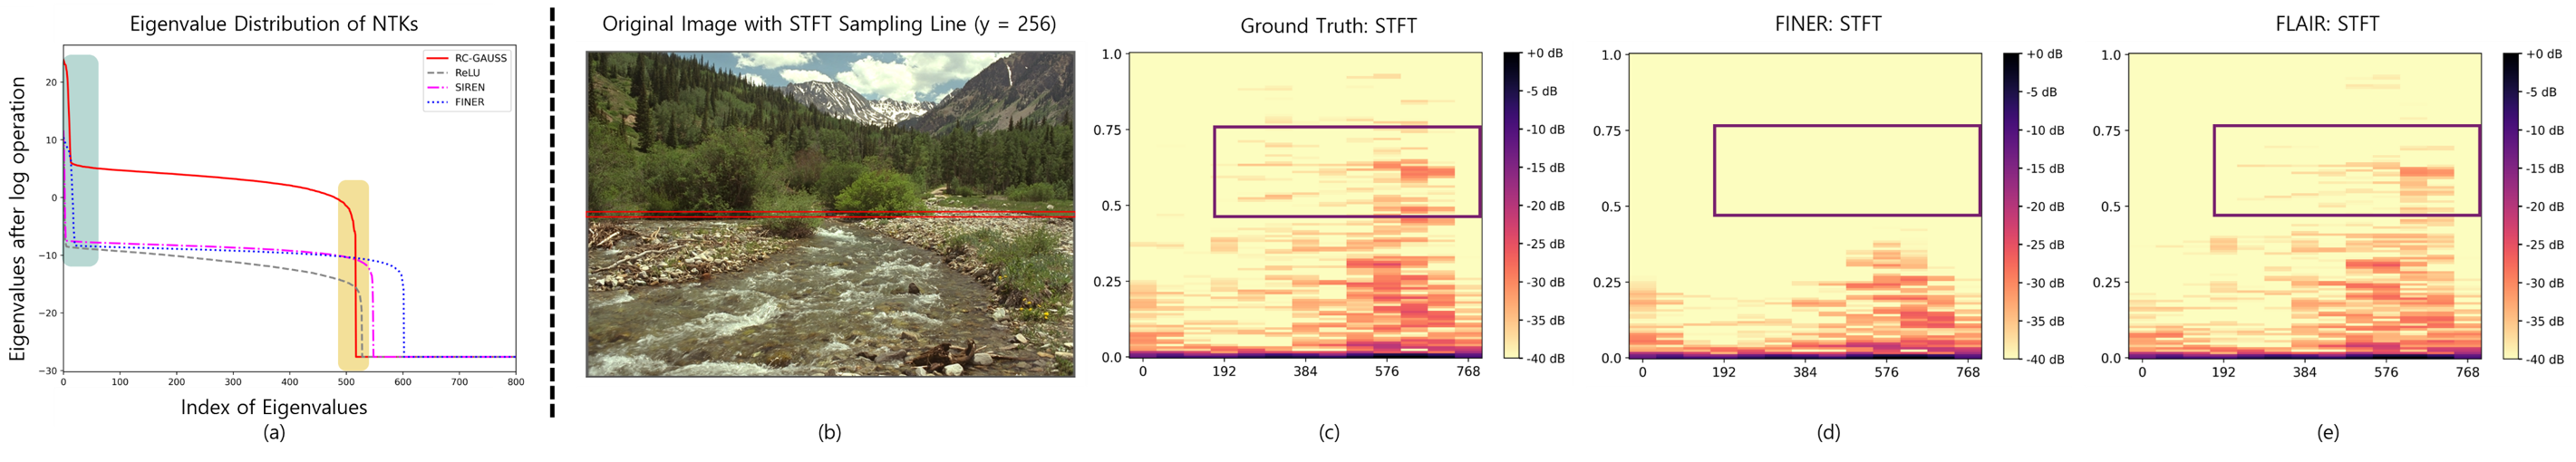 Eigenvalue Distribution of NTKs
Eigenvalues after log operation
20
10
0
−10
−20
−30
RC-GAUSS
ReLU
SIREN
FINER
0 100 200 300 400 500 600 700 800
Index of Eigenvalues
(a)
Original Image with STFT Sampling Line (y = 256)
(b)
Ground Truth: STFT
1.0
0.75
0.5
0.25
0.0
0 192 384 576 768
+0 dB
-5 dB
-10 dB
-15 dB
-20 dB
-25 dB
-30 dB
-35 dB
-40 dB
(c)
FINER: STFT
1.0
0.75
0.5
0.25
0.0
0 192 384 576 768
+0 dB
-5 dB
-10 dB
-15 dB
-20 dB
-25 dB
-30 dB
-35 dB
-40 dB
(d)
FLAIR: STFT
1.0
0.75
0.5
0.25
0.0
0 192 384 576 768
+0 dB
-5 dB
-10 dB
-15 dB
-20 dB
-25 dB
-30 dB
-35 dB
-40 dB
(e)